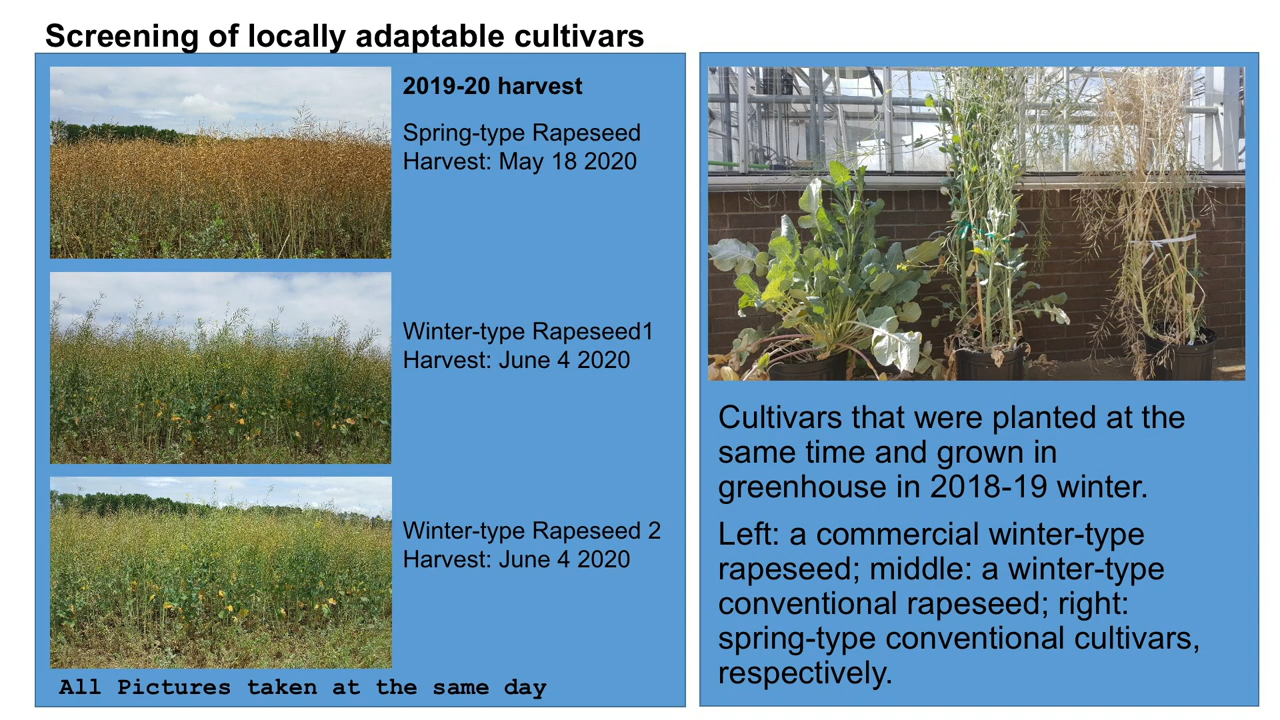 Screening of locally adaptable cultivars
2019-20 harvest
Spring-type Rapeseed
Harvest: May 18 2020
Winter-type Rapeseed1
Harvest: June 4 2020
Winter-type Rapeseed 2
Harvest: June 4 2020
All Pictures taken at the same day
Cultivars that were planted at the
same time and grown in
greenhouse in 2018-19 winter.
Left: a commercial winter-type
rapeseed; middle: a winter-type
conventional rapeseed; right:
spring-type conventional cultivars,
respectively.